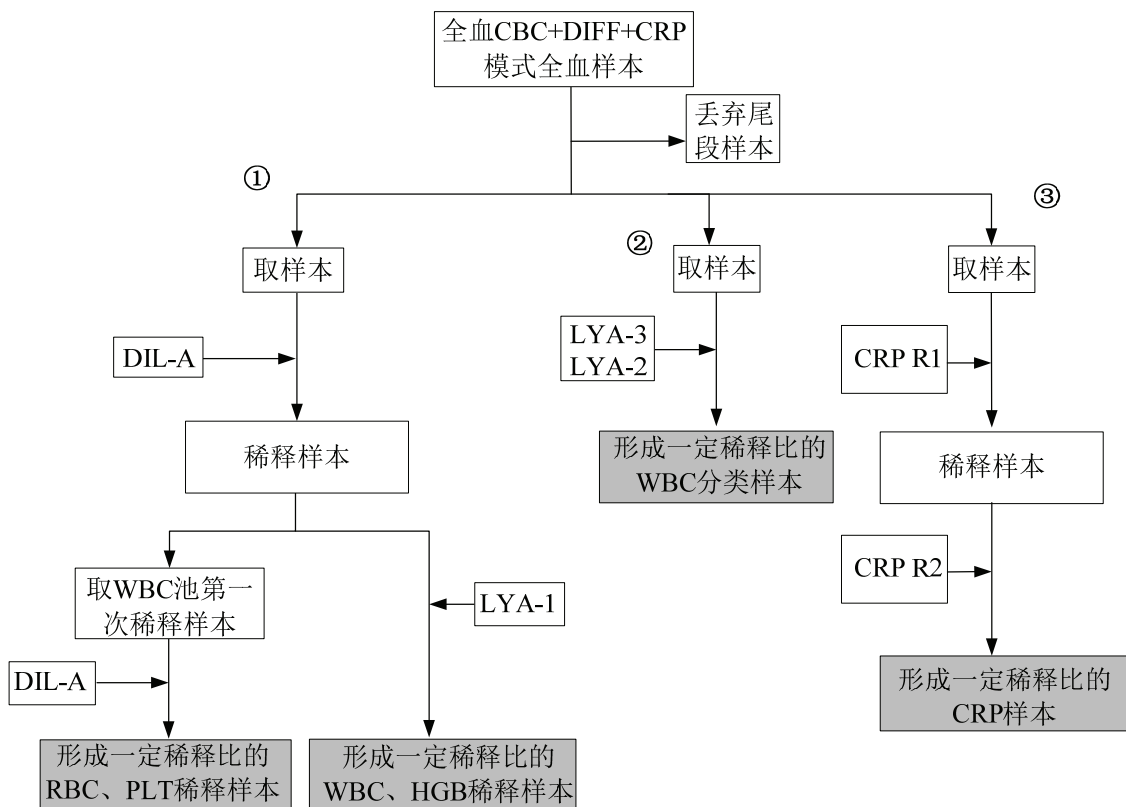 全血CBC+DIFF+CRP
模式全血样本
丢弃尾
段样本
①
②
③
取样本
取样本
取样本
DIL-A
LYA-3
LYA-2
CRP R1
稀释样本
形成一定稀释比的
WBC分类样本
稀释样本
CRP R2
取WBC池第一
次稀释样本
LYA-1
DIL-A
形成一定稀释比的
CRP样本
形成一定稀释比的
RBC、PLT稀释样本
形成一定稀释比的
WBC、HGB稀释样本